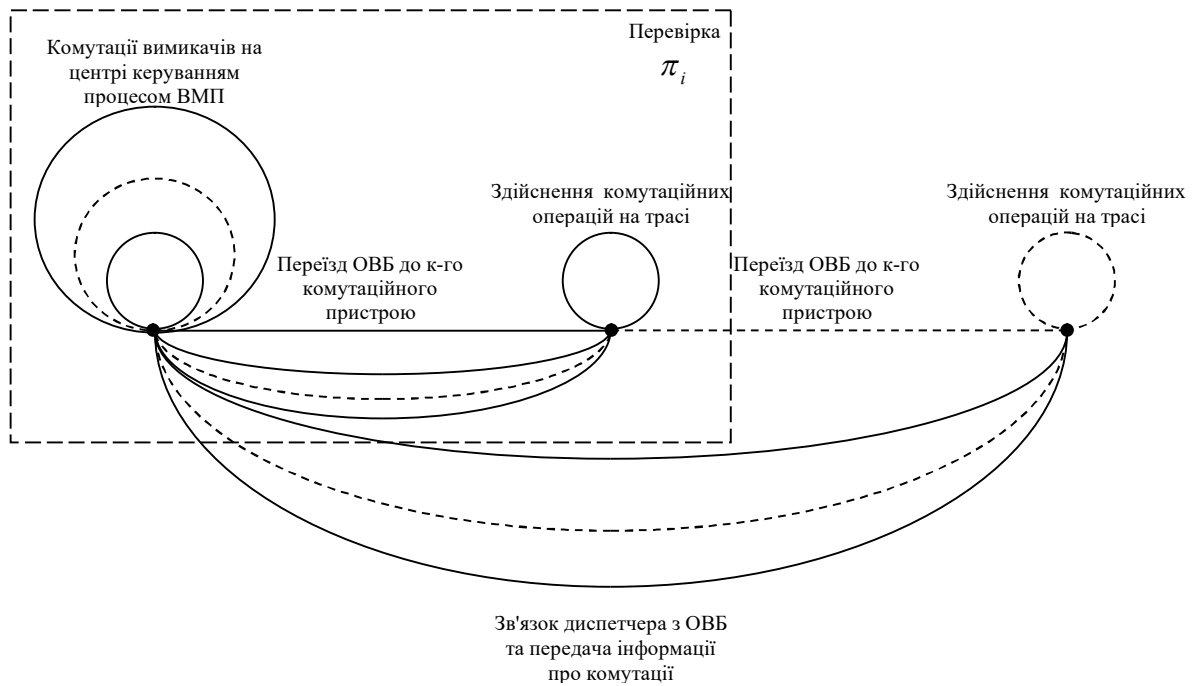 Перевірка
π_i
Комутації вимикачів на
центрі керуванням
процесом ВМП
Здійснення комутаційних
операцій на трасі
Здійснення комутаційних
операцій на трасі
Переїзд ОВБ до к-го
комутаційного
пристрою
Переїзд ОВБ до к-го
комутаційного
пристрою
Зв'язок диспетчера з ОВБ
та передача інформації
про комутації